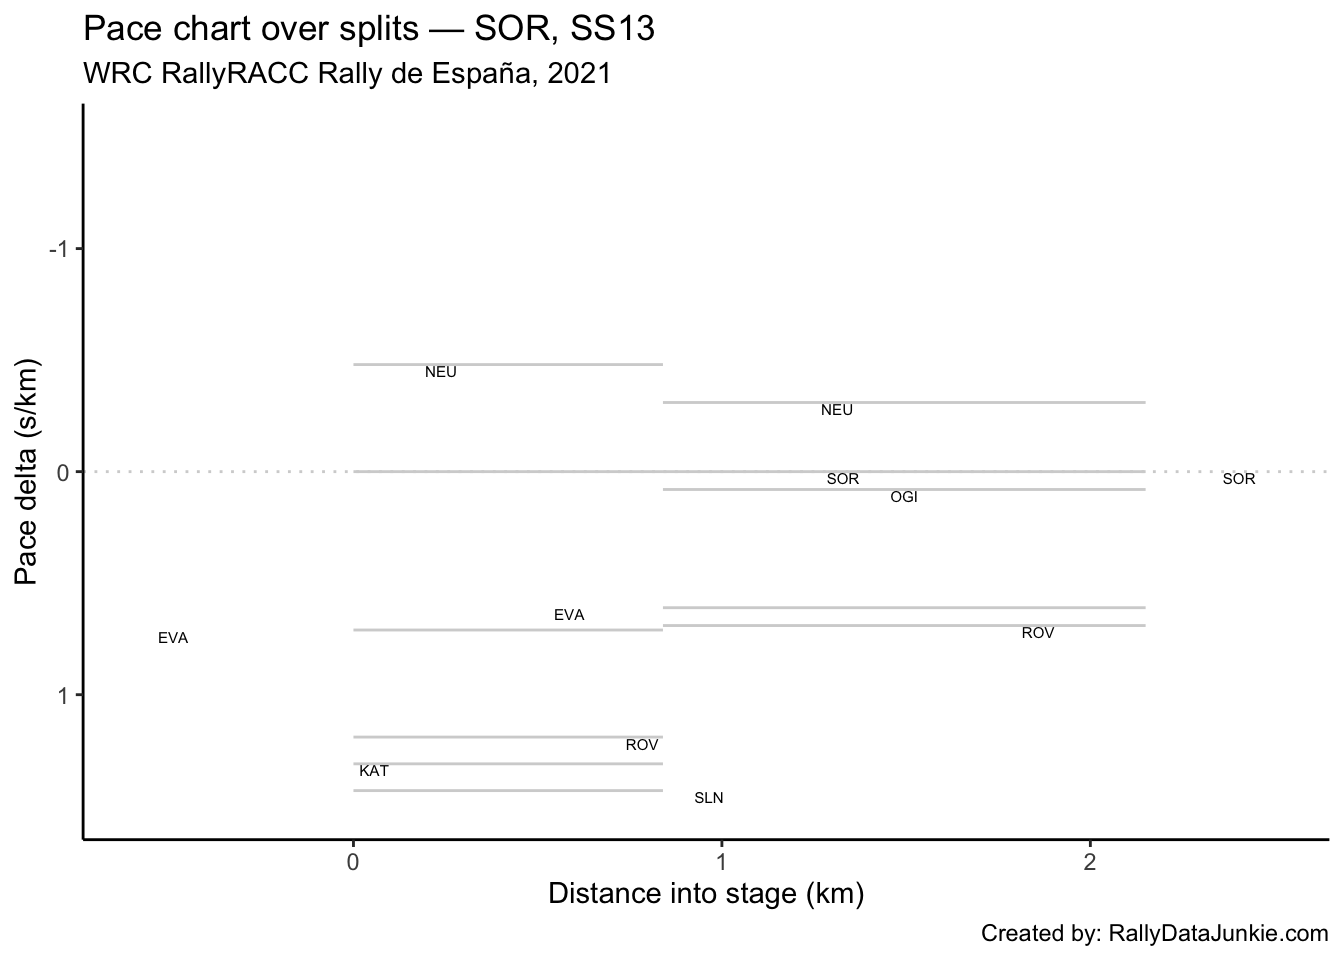 Pace chart over splits — SOR, SS13
WRC RallyRACC Rally de España, 2021
-1
NEU
NEU
0
SOR
SOR
OGI
EVA
ROV
EVA
1
ROV
KAT
SLN
Pace delta (s/km)
0 1 2
Distance into stage (km)
Created by: RallyDataJunkie.com